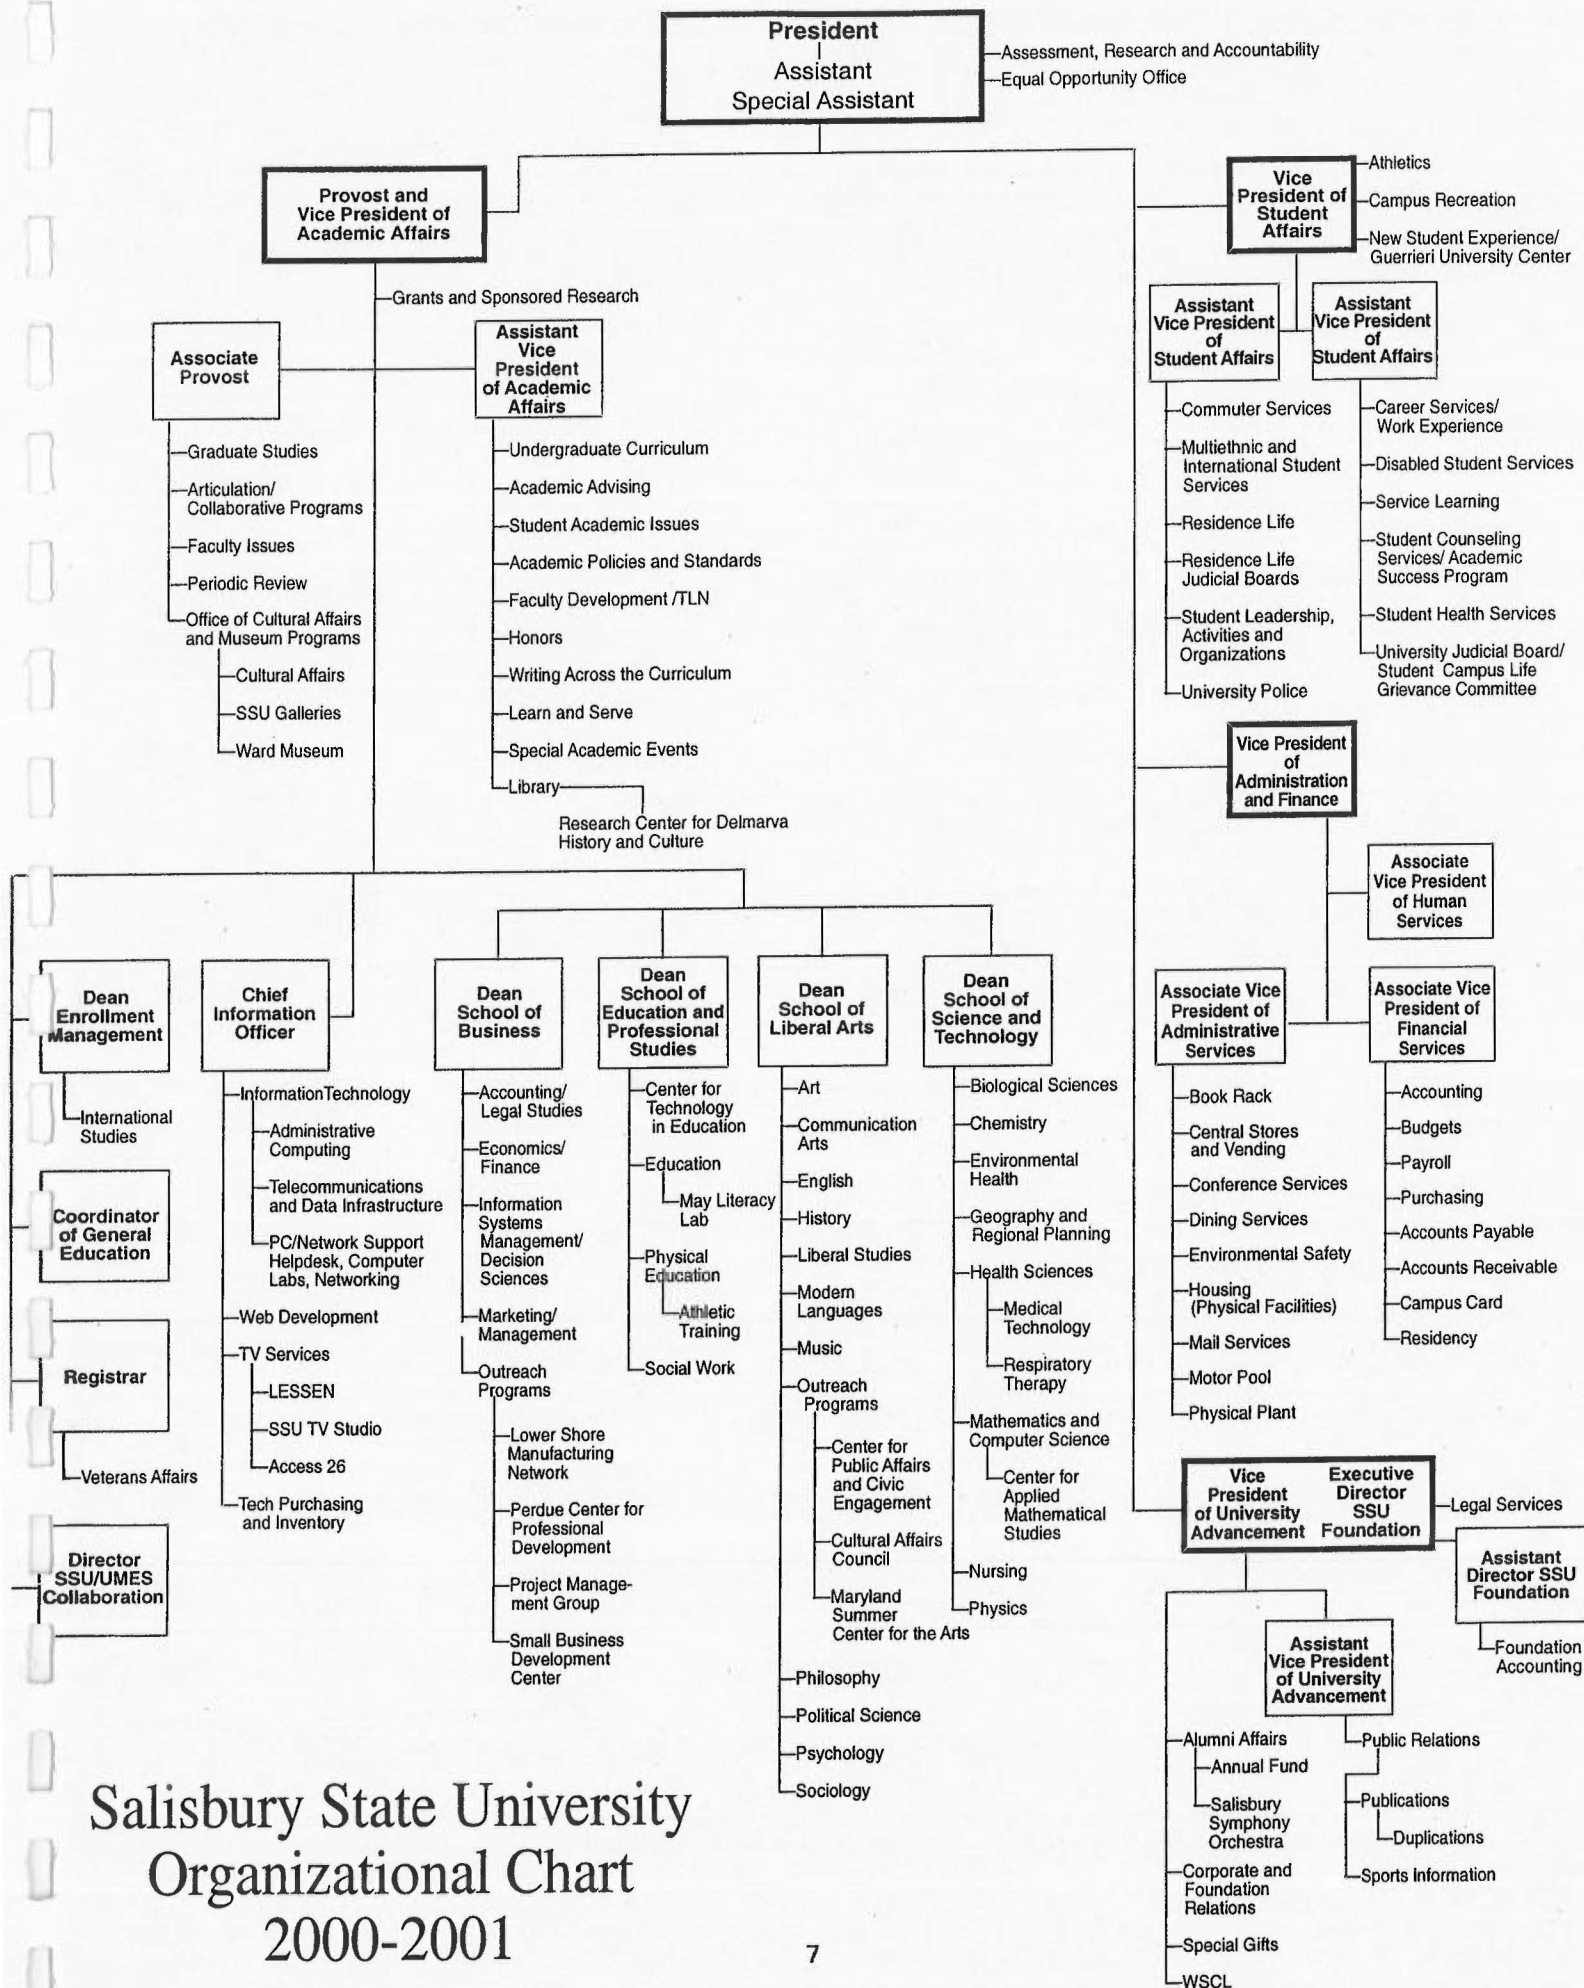 President
Assistant
Special Assistant
Assessment, Research and Accountability
Equal Opportunity Office
Provost and
Vice President of
Academic Affairs
Grants and Sponsored Research
Associate
Provost
Graduate Studies
Articulation/
Collaborative Programs
Faculty Issues
Periodic Review
Office of Cultural Affairs
and Museum Programs
Cultural Affairs
SSU Galleries
Ward Museum
Assistant
Vice
President
of Academic
Affairs
Undergraduate Curriculum
Academic Advising
Student Academic Issues
Academic Policies and Standards
Faculty Development /TLN
Honors
Writing Across the Curriculum
Learn and Serve
Special Academic Events
Library
Research Center for Delmarva
History and Culture
Vice
President of
Student
Affairs
Athletics
Campus Recreation
New Student Experience/
Guerrieri University Center
Assistant
Vice President
of
Student Affairs
Commuter Services
Multiethnic and
International Student
Services
Residence Life
Residence Life
Judicial Boards
Student Leadership,
Activities and
Organizations
University Police
Assistant
Vice President
of
Student Affairs
Career Services/
Work Experience
Disabled Student Services
Service Learning
Student Counseling
Services/ Academic
Success Program
Student Health Services
University Judicial Board/
Student Campus Life
Grievance Committee
Vice President
of
Administration
and Finance
Associate
Vice President
of Human
Services
Associate Vice
President of
Administrative
Services
Book Rack
Central Stores
and Vending
Conference Services
Dining Services
Environmental Safety
Housing
(Physical Facilities)
Mail Services
Motor Pool
Physical Plant
Associate Vice
President of
Financial
Services
Accounting
Budgets
Payroll
Purchasing
Accounts Payable
Accounts Receivable
Campus Card
Residency
Dean
Enrollment
Management
International
Studies
Coordinator
of General
Education
Registrar
Veterans Affairs
Director
SSU/UMES
Collaboration
Chief
Information
Officer
InformationTechnology
Administrative
Computing
Telecommunications
and Data Infrastructure
PC/Network Support
Helpdesk, Computer
Labs, Networking
Web Development
TV Services
LESSEN
SSU TV Studio
Access 26
Tech Purchasing
and Inventory
Dean
School of
Business
Accounting/
Legal Studies
Economics/
Finance
Information
Systems
Management/
Decision
Sciences
Marketing/
Management
Outreach
Programs
Lower Shore
Manufacturing
Network
Perdue Center for
Professional
Development
Project Manage-
ment Group
Small Business
Development
Center
Dean
School of
Education and
Professional
Studies
Center for
Technology
in Education
Education
May Literacy
Lab
Physical
Education
Athletic
Training
Social Work
Dean
School of
Liberal Arts
Art
Communication
Arts
English
History
Liberal Studies
Modern
Languages
Music
Outreach
Programs
Center for
Public Affairs
and Civic
Engagement
Cultural Affairs
Council
Maryland
Summer
Center for the Arts
Philosophy
Political Science
Psychology
Sociology
Dean
School of
Science and
Technology
Biological Sciences
Chemistry
Environmental
Health
Geography and
Regional Planning
Health Sciences
Medical
Technology
Respiratory
Therapy
Mathematics and
Computer Science
Center for
Applied
Mathematical
Studies
Nursing
Physics
Vice
President
of University
Advancement
Executive
Director
SSU
Foundation
Legal Services
Assistant
Director SSU
Foundation
Foundation
Accounting
Assistant
Vice President
of University
Advancement
Alumni Affairs
Annual Fund
Salisbury
Symphony
Orchestra
Corporate and
Foundation
Relations
Special Gifts
WSCL
Public Relations
Publications
Duplications
Sports Information
Salisbury State University
Organizational Chart
2000-2001
7